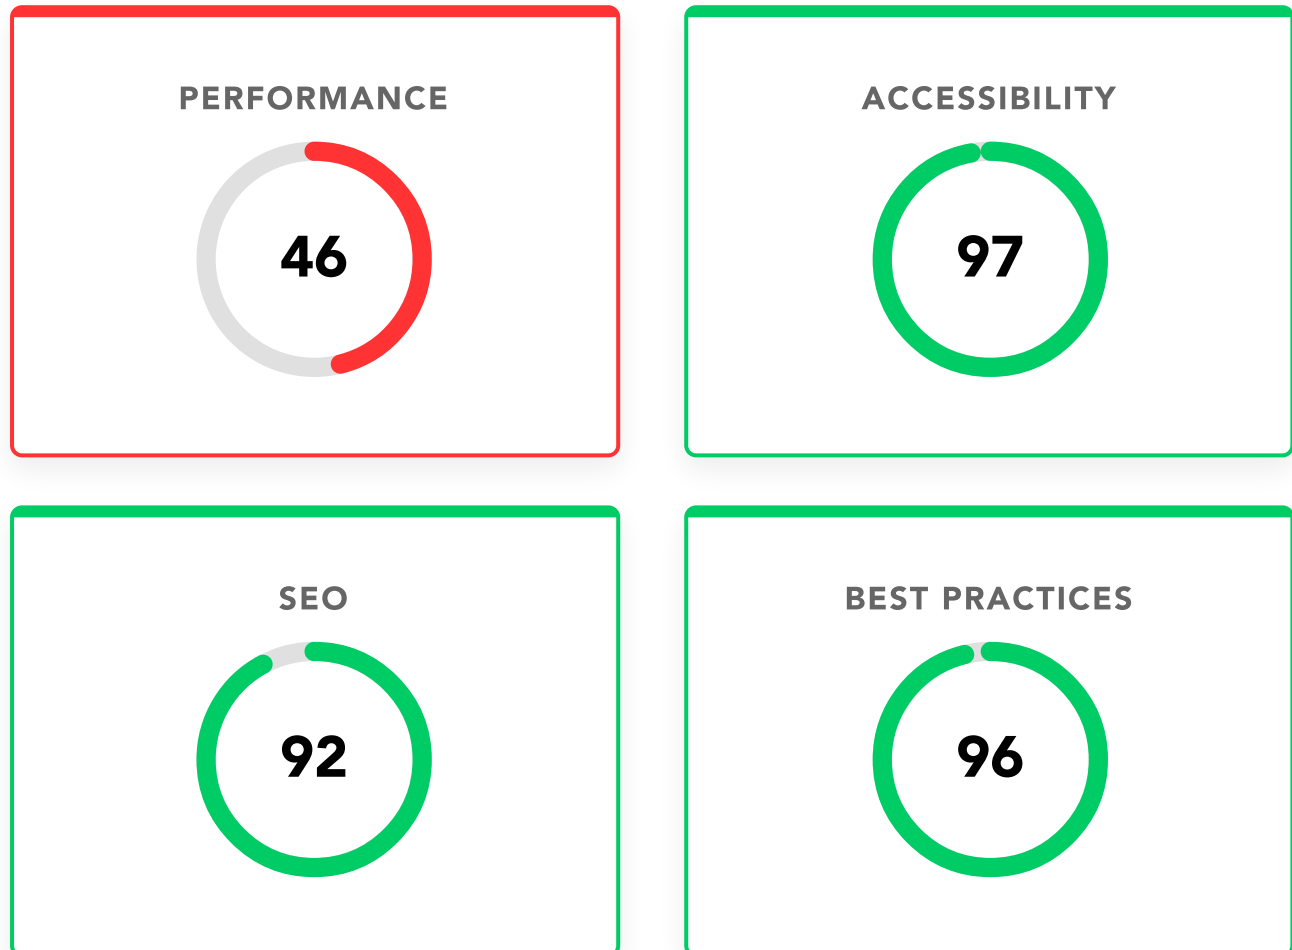 PERFORMANCE
46
ACCESSIBILITY
97
SEO
92
BEST PRACTICES
96